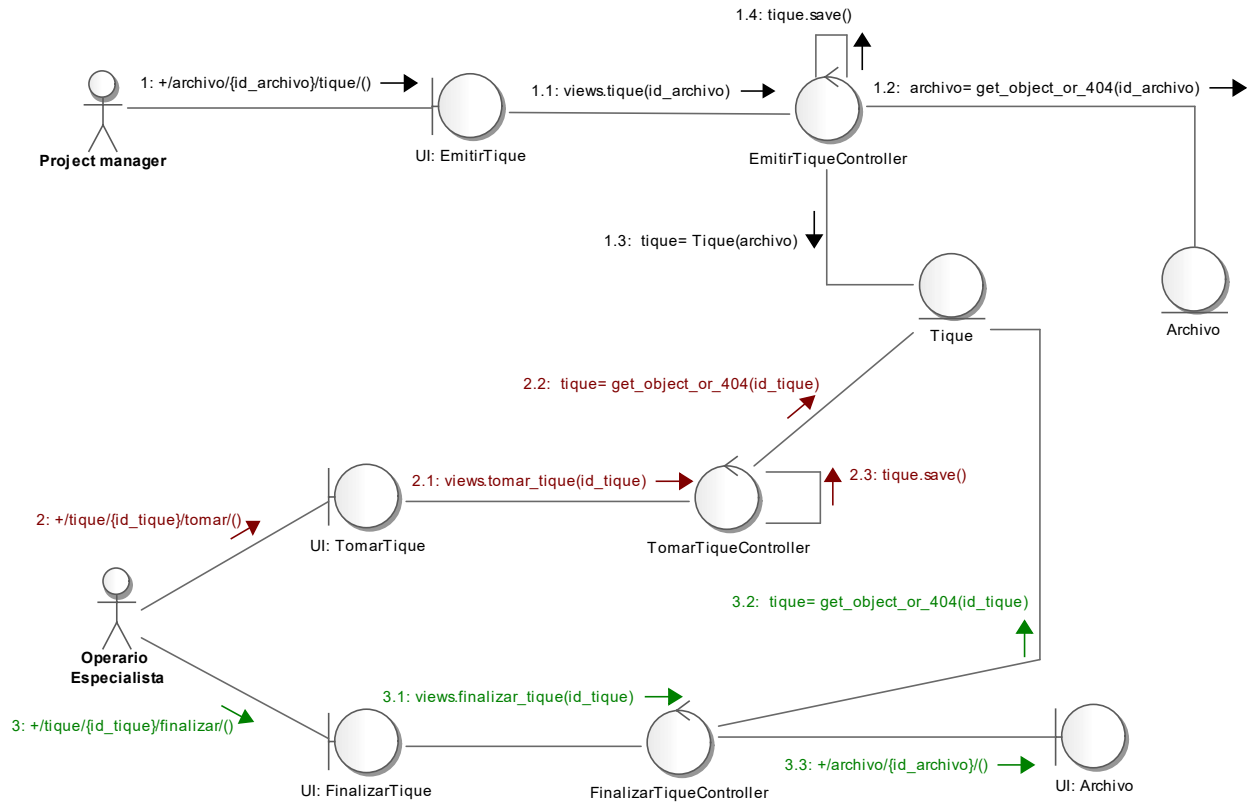 1.4: tique.save()
1: +/archivo/{id_archivo}/tique/()
1.1: views.tique(id_archivo)
1.2:  archivo= get_object_or_404(id_archivo)
Project manager
UI: EmitirTique
EmitirTiqueController
1.3:  tique= Tique(archivo)
Tique
Archivo
2.2:  tique= get_object_or_404(id_tique)
2.1: views.tomar_tique(id_tique)
2.3: tique.save()
2: +/tique/{id_tique}/tomar/()
UI: TomarTique
TomarTiqueController
3.2:  tique= get_object_or_404(id_tique)
Operario
Especialista
3.1: views.finalizar_tique(id_tique)
3: +/tique/{id_tique}/finalizar/()
3.3: +/archivo/{id_archivo}/()
UI: FinalizarTique
FinalizarTiqueController
UI: Archivo